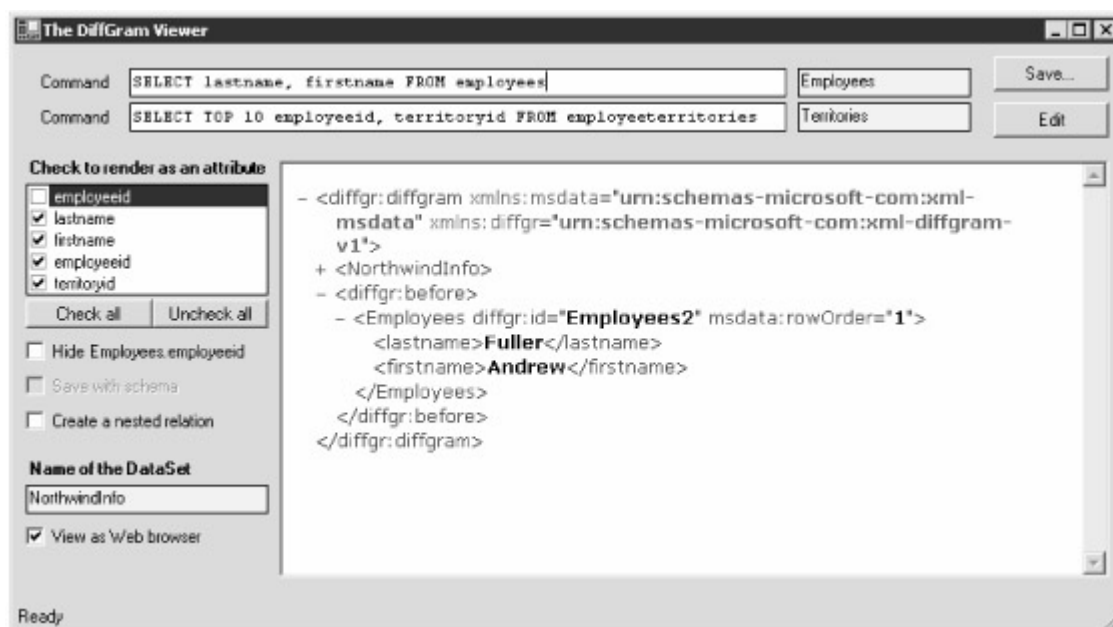 The DiffGram Viewer
Command SELECT lastname, firstname FROM employees Employees Save...
Command SELECT TOP 10 employeeid, territoryid FROM employeeterritories Territories Edit
Check to render as an attribute
employeeid
lastname
firstname
employeeid
territoryid
Check all Uncheck all
Hide Employees.employeeid
Save with schema
Create a nested relation
Name of the DataSet
NorthwindInfo
View as Web browser
- <diffgr:diffgram xmlns:msdata="urn:schemas-microsoft-com:xml-
msdata" xmlns:diffgr="urn:schemas-microsoft-com:xml-diffgram-
v1">
+ <NorthwindInfo>
- <diffgr:before>
- <Employees diffgr:id="Employees2" msdata:rowOrder="1">
<lastname>Fuller</lastname>
<firstname>Andrew</firstname>
</Employees>
</diffgr:before>
</diffgr:diffgram>
Ready